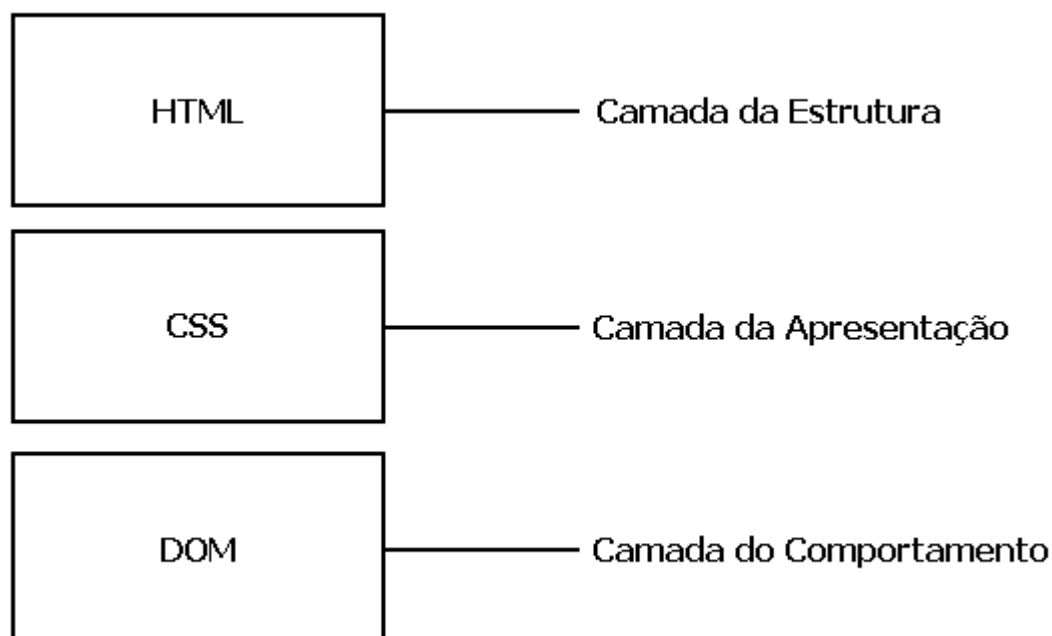 HTML
Camada da Estrutura
CSS
Camada da Apresentação
DOM
Camada do Comportamento